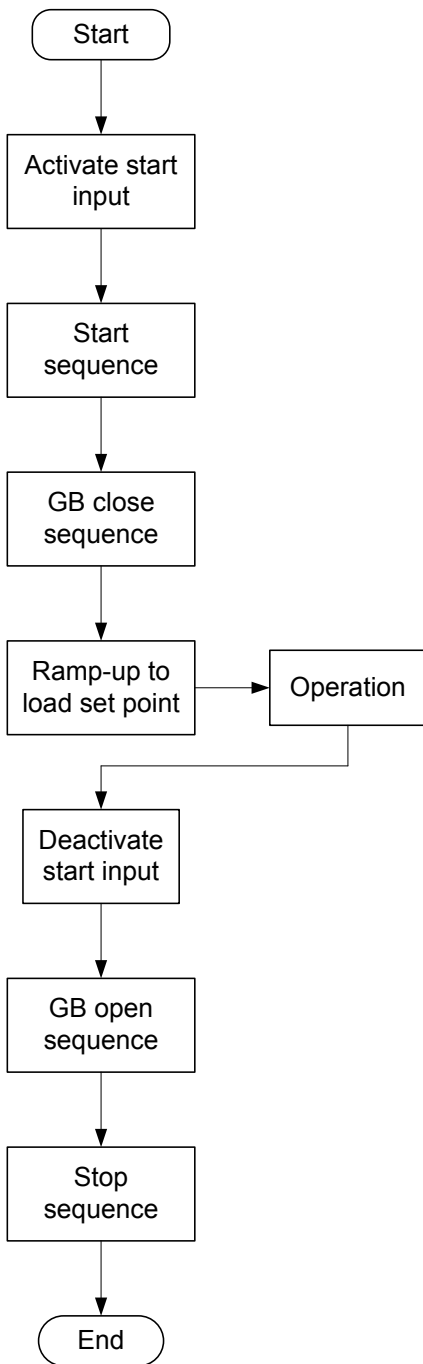 Start
Activate start
input
Start
sequence
GB close
sequence
Ramp-up to
load set point
Operation
Deactivate
start input
GB open
sequence
Stop
sequence
End